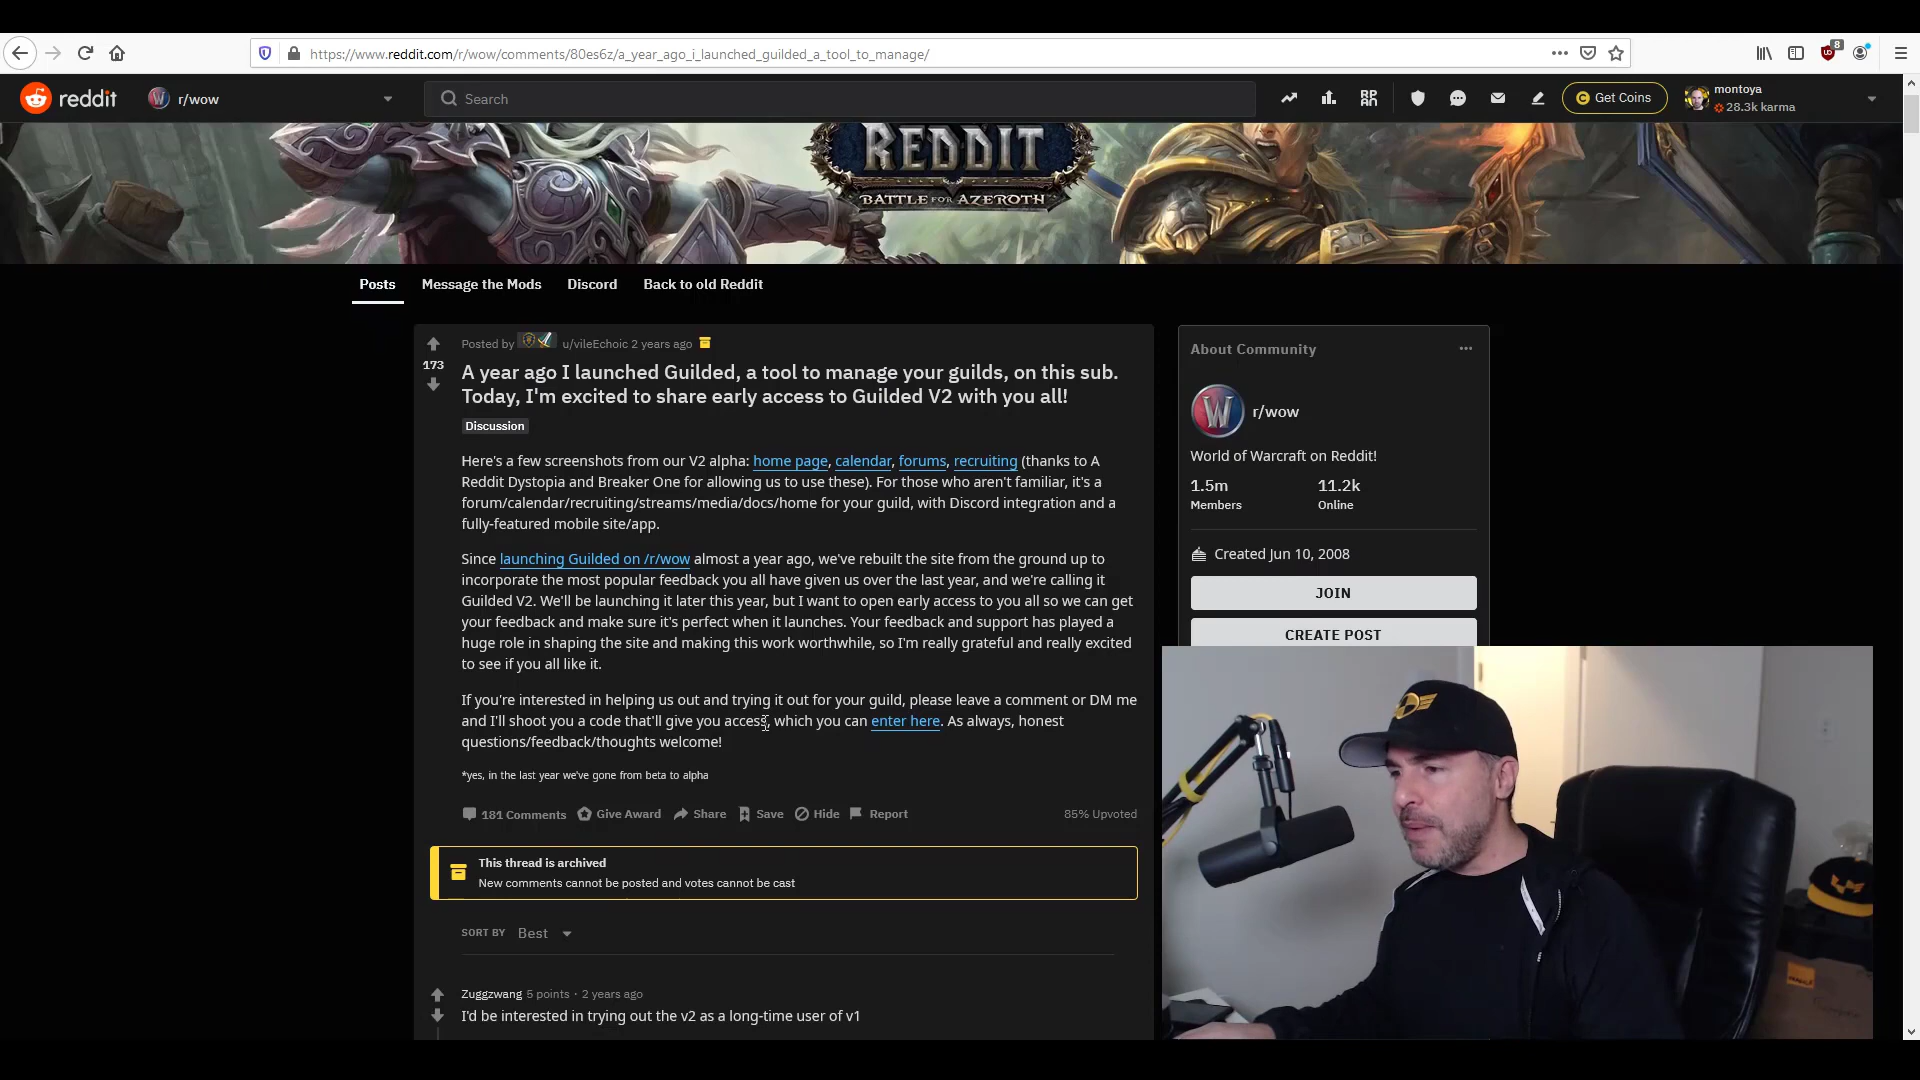 https://www.reddit.com/r/wow/comments/80es6z/a_year_ago_i_launched_guilded_a_tool_to_manage/
8
reddit
r/wow
Search
RPAN
Get Coins
montoya
28.3k karma
REDDIT
BATTLE FOR AZEROTH
Posts
Message the Mods
Discord
Back to old Reddit
173
Posted by u/vileEchoic 2 years ago
A year ago I launched Guilded, a tool to manage your guilds, on this sub.
Today, I'm excited to share early access to Guilded V2 with you all!
Discussion
Here's a few screenshots from our V2 alpha: home page, calendar, forums, recruiting (thanks to A
Reddit Dystopia and Breaker One for allowing us to use these). For those who aren't familiar, it's a
forum/calendar/recruiting/streams/media/docs/home for your guild, with Discord integration and a
fully-featured mobile site/app.
Since launching Guilded on /r/wow almost a year ago, we've rebuilt the site from the ground up to
incorporate the most popular feedback you all have given us over the last year, and we're calling it
Guilded V2. We'll be launching it later this year, but I want to open early access to you all so we can get
your feedback and make sure it's perfect when it launches. Your feedback and support has played a
huge role in shaping the site and making this work worthwhile, so I'm really grateful and really excited
to see if you all like it.
If you're interested in helping us out and trying it out for your guild, please leave a comment or DM me
and I'll shoot you a code that'll give you access, which you can enter here. As always, honest
questions/feedback/thoughts welcome!
*yes, in the last year we've gone from beta to alpha
181 Comments
Give Award
Share
Save
Hide
Report
85% Upvoted
This thread is archived
New comments cannot be posted and votes cannot be cast
SORT BY Best
Zuggzwang 5 points · 2 years ago
I'd be interested in trying out the v2 as a long-time user of v1
About Community
r/wow
World of Warcraft on Reddit!
1.5m
11.2k
Members
Online
Created Jun 10, 2008
JOIN
CREATE POST